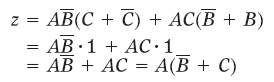 z = AB̅(C + C̅) + AC(B̅ + B)
= AB̅·1 + AC·1
= AB̅ + AC = A(B̅ + C)